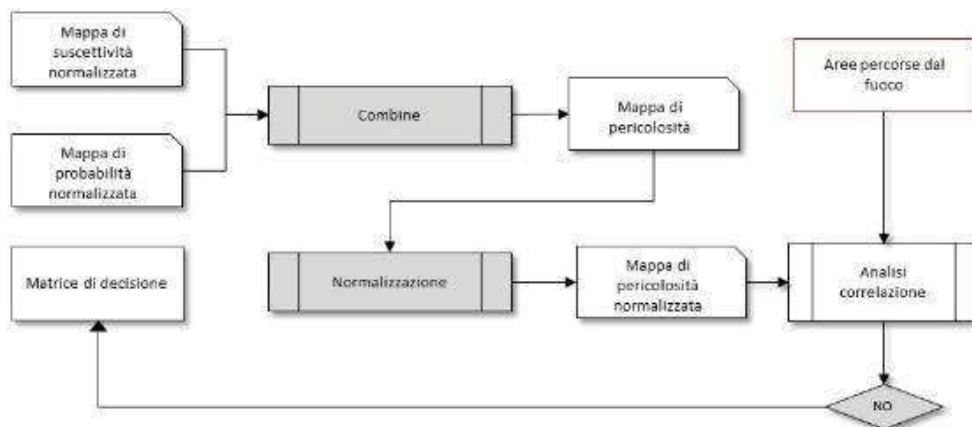 Mappa di
suscettività
normalizzata
Aree percorse dal
fuoco
Combine
Mappa di
pericolosità
Mappa di
probabilità
normalizzata
Matrice di decisione
Normalizzazione
Mappa di
pericolosità
normalizzata
Analisi
correlazione
NO